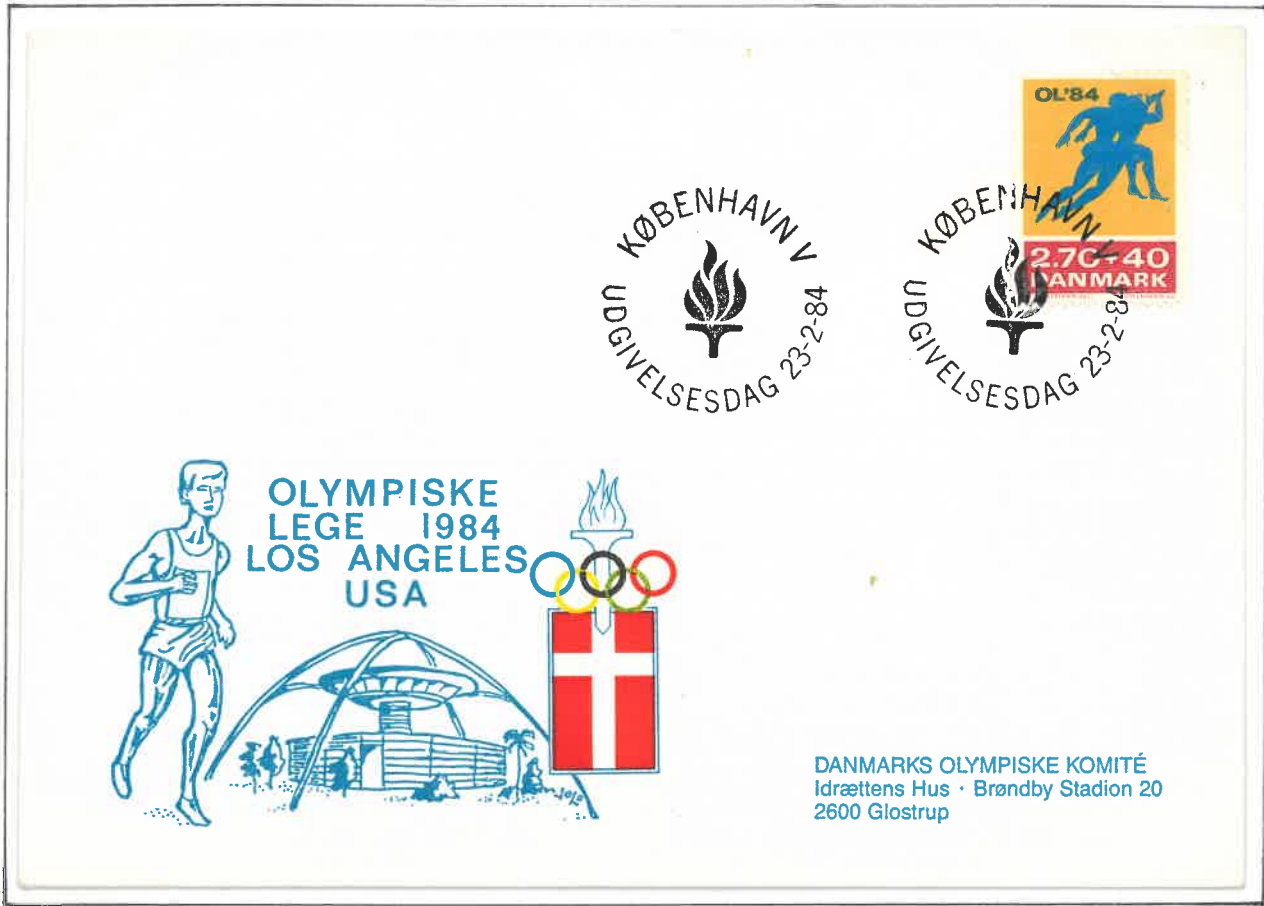 OL'84
2.70+40
DANMARK
KØBENHAVN V
UDGIVELSESDAG 23-2-84
KØBENHAVN V
UDGIVELSESDAG 23-2-84
OLYMPISKE
LEGE 1984
LOS ANGELES
USA
DANMARKS OLYMPISKE KOMITÉ
Idrættens Hus · Brøndby Stadion 20
2600 Glostrup